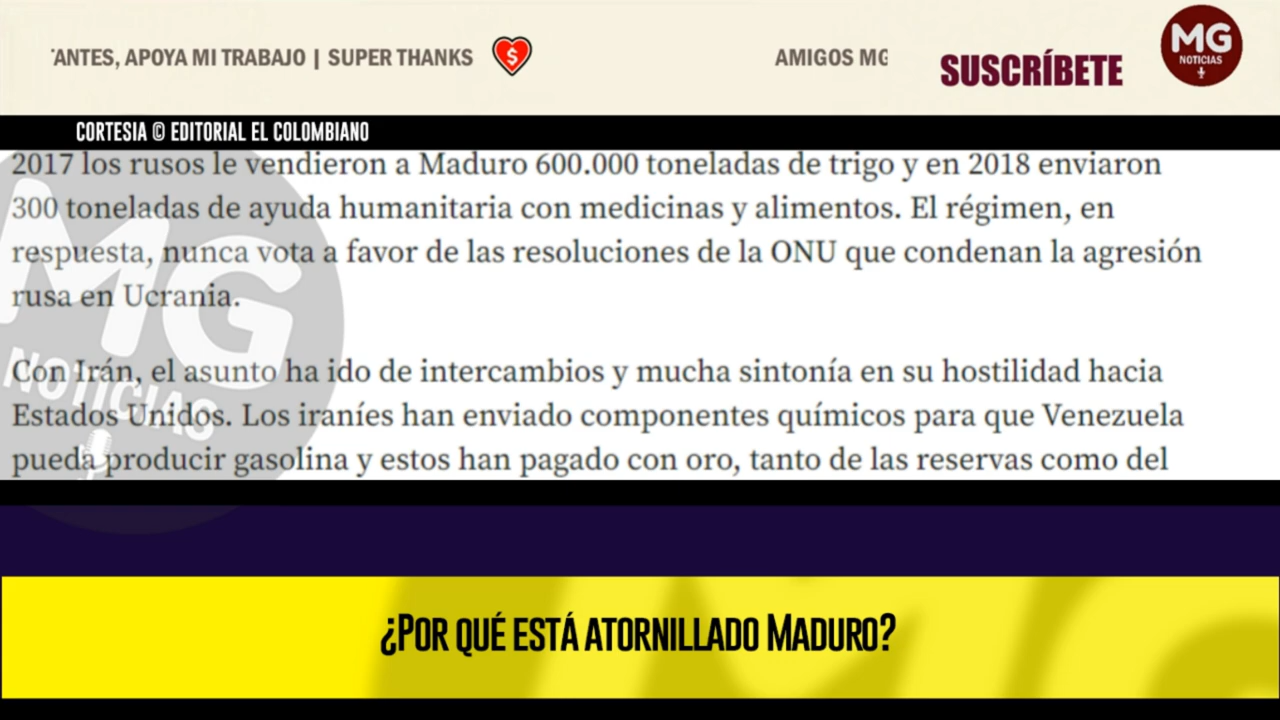 'ANTES, APOYA MI TRABAJO | SUPER THANKS
$
AMIGOS MG
SUSCRÍBETE
MG
NOTICIAS
CORTESIA © EDITORIAL EL COLOMBIANO
2017 los rusos le vendieron a Maduro 600.000 toneladas de trigo y en 2018 enviaron
300 toneladas de ayuda humanitaria con medicinas y alimentos. El régimen, en
respuesta, nunca vota a favor de las resoluciones de la ONU que condenan la agresión
rusa en Ucrania.
Con Irán, el asunto ha ido de intercambios y mucha sintonía en su hostilidad hacia
Estados Unidos. Los iraníes han enviado componentes químicos para que Venezuela
pueda producir gasolina y estos han pagado con oro, tanto de las reservas como del
MG
NOTICIAS
¿POR QUÉ ESTÁ ATORNILLADO MADURO?